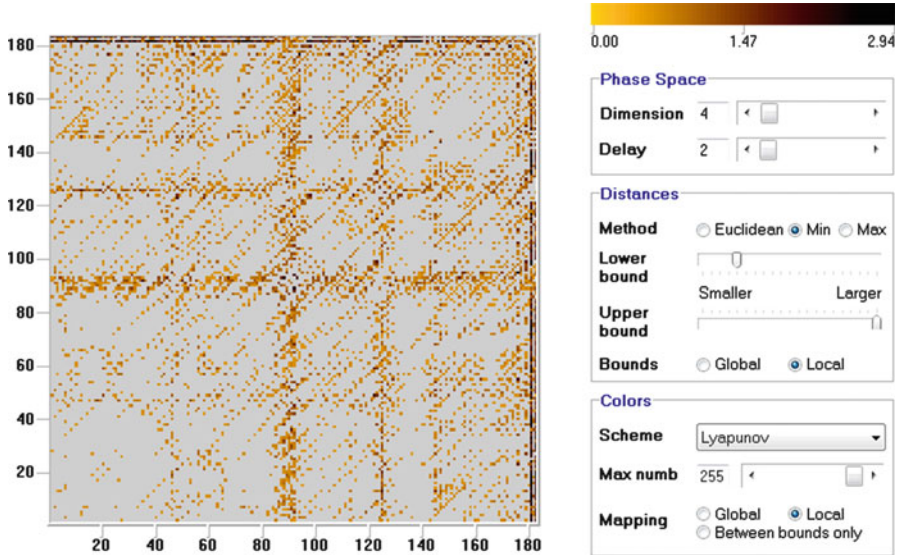 180
160
140
120
100
80
60
40
20
20 40 60 80 100 120 140 160 180
0.00 1.47 2.94
Phase Space
Dimension 4
Delay 2
Distances
Method Euclidean Min Max
Lower bound
Smaller Larger
Upper bound
Bounds Global Local
Colors
Scheme Lyapunov
Max numb 255
Mapping Global Local
Between bounds only